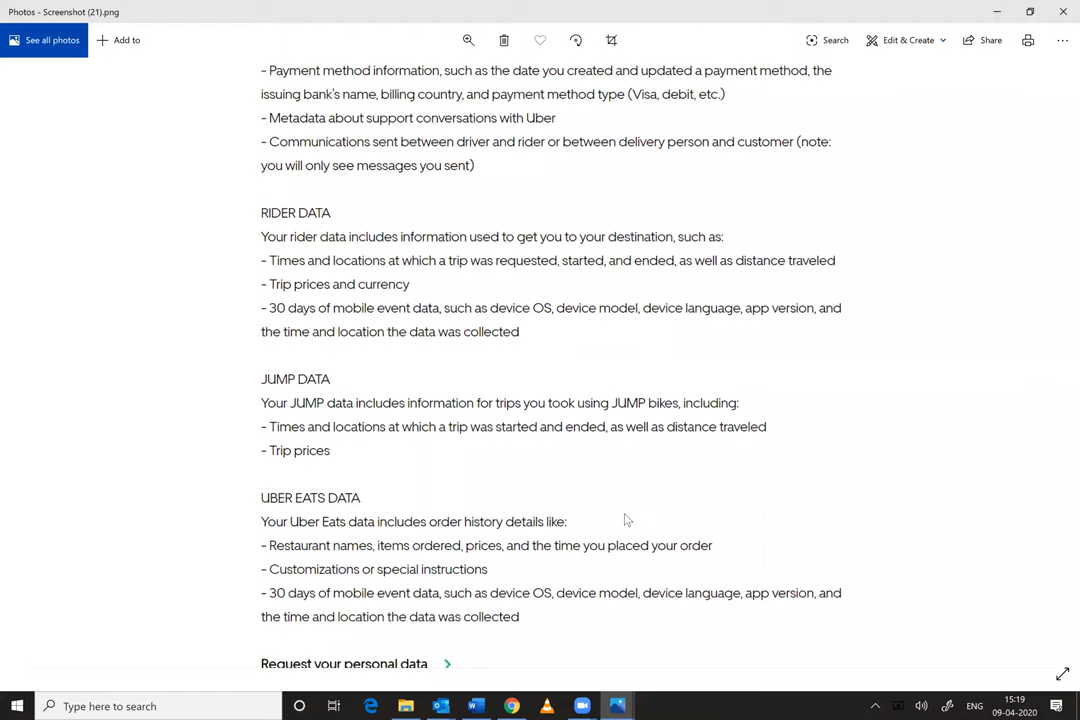 Photos - Screenshot (21).png
See all photos
Add to
Search
Edit & Create
Share
- Payment method information, such as the date you created and updated a payment method, the
issuing bank's name, billing country, and payment method type (Visa, debit, etc.)
- Metadata about support conversations with Uber
- Communications sent between driver and rider or between delivery person and customer (note:
you will only see messages you sent)
RIDER DATA
Your rider data includes information used to get you to your destination, such as:
- Times and locations at which a trip was requested, started, and ended, as well as distance traveled
- Trip prices and currency
- 30 days of mobile event data, such as device OS, device model, device language, app version, and
the time and location the data was collected
JUMP DATA
Your JUMP data includes information for trips you took using JUMP bikes, including:
- Times and locations at which a trip was started and ended, as well as distance traveled
- Trip prices
UBER EATS DATA
Your Uber Eats data includes order history details like:
- Restaurant names, items ordered, prices, and the time you placed your order
- Customizations or special instructions
- 30 days of mobile event data, such as device OS, device model, device language, app version, and
the time and location the data was collected
Request your personal data
Type here to search
ENG
15:19
09-04-2020